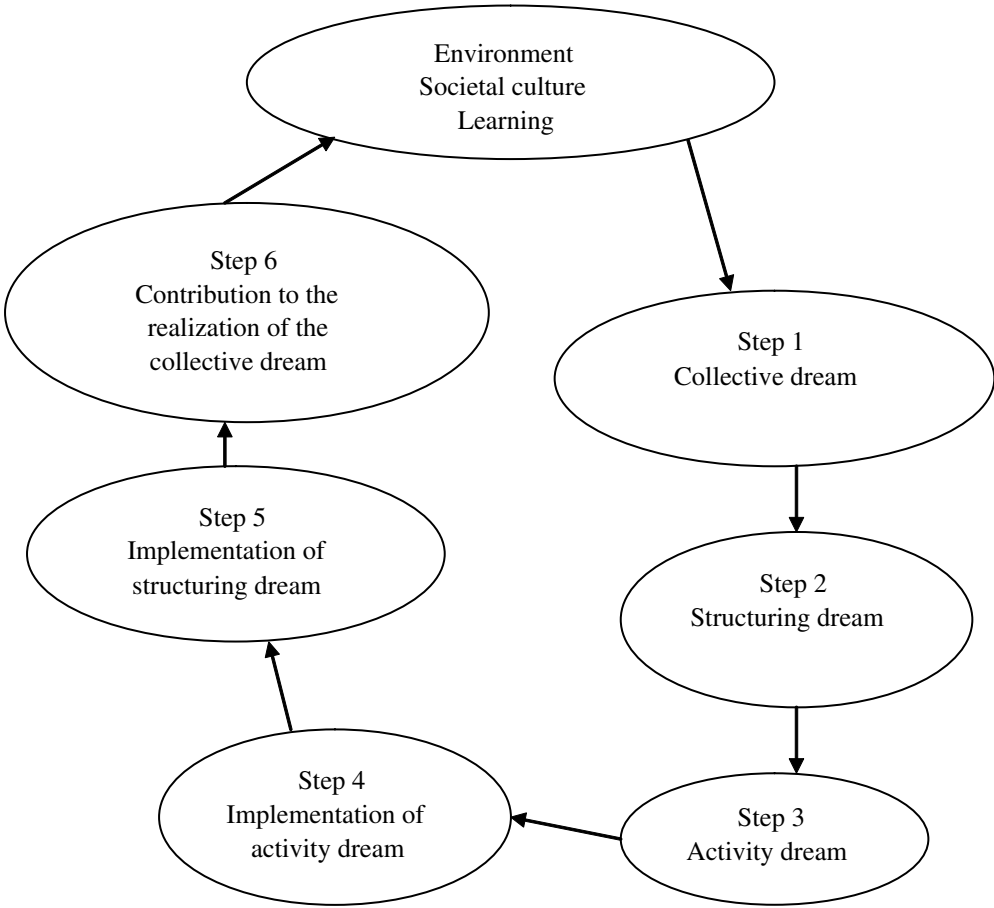 Environment
Societal culture
Learning
Step 1
Collective dream
Step 2
Structuring dream
Step 3
Activity dream
Step 4
Implementation of
activity dream
Step 5
Implementation of
structuring dream
Step 6
Contribution to the
realization of the
collective dream